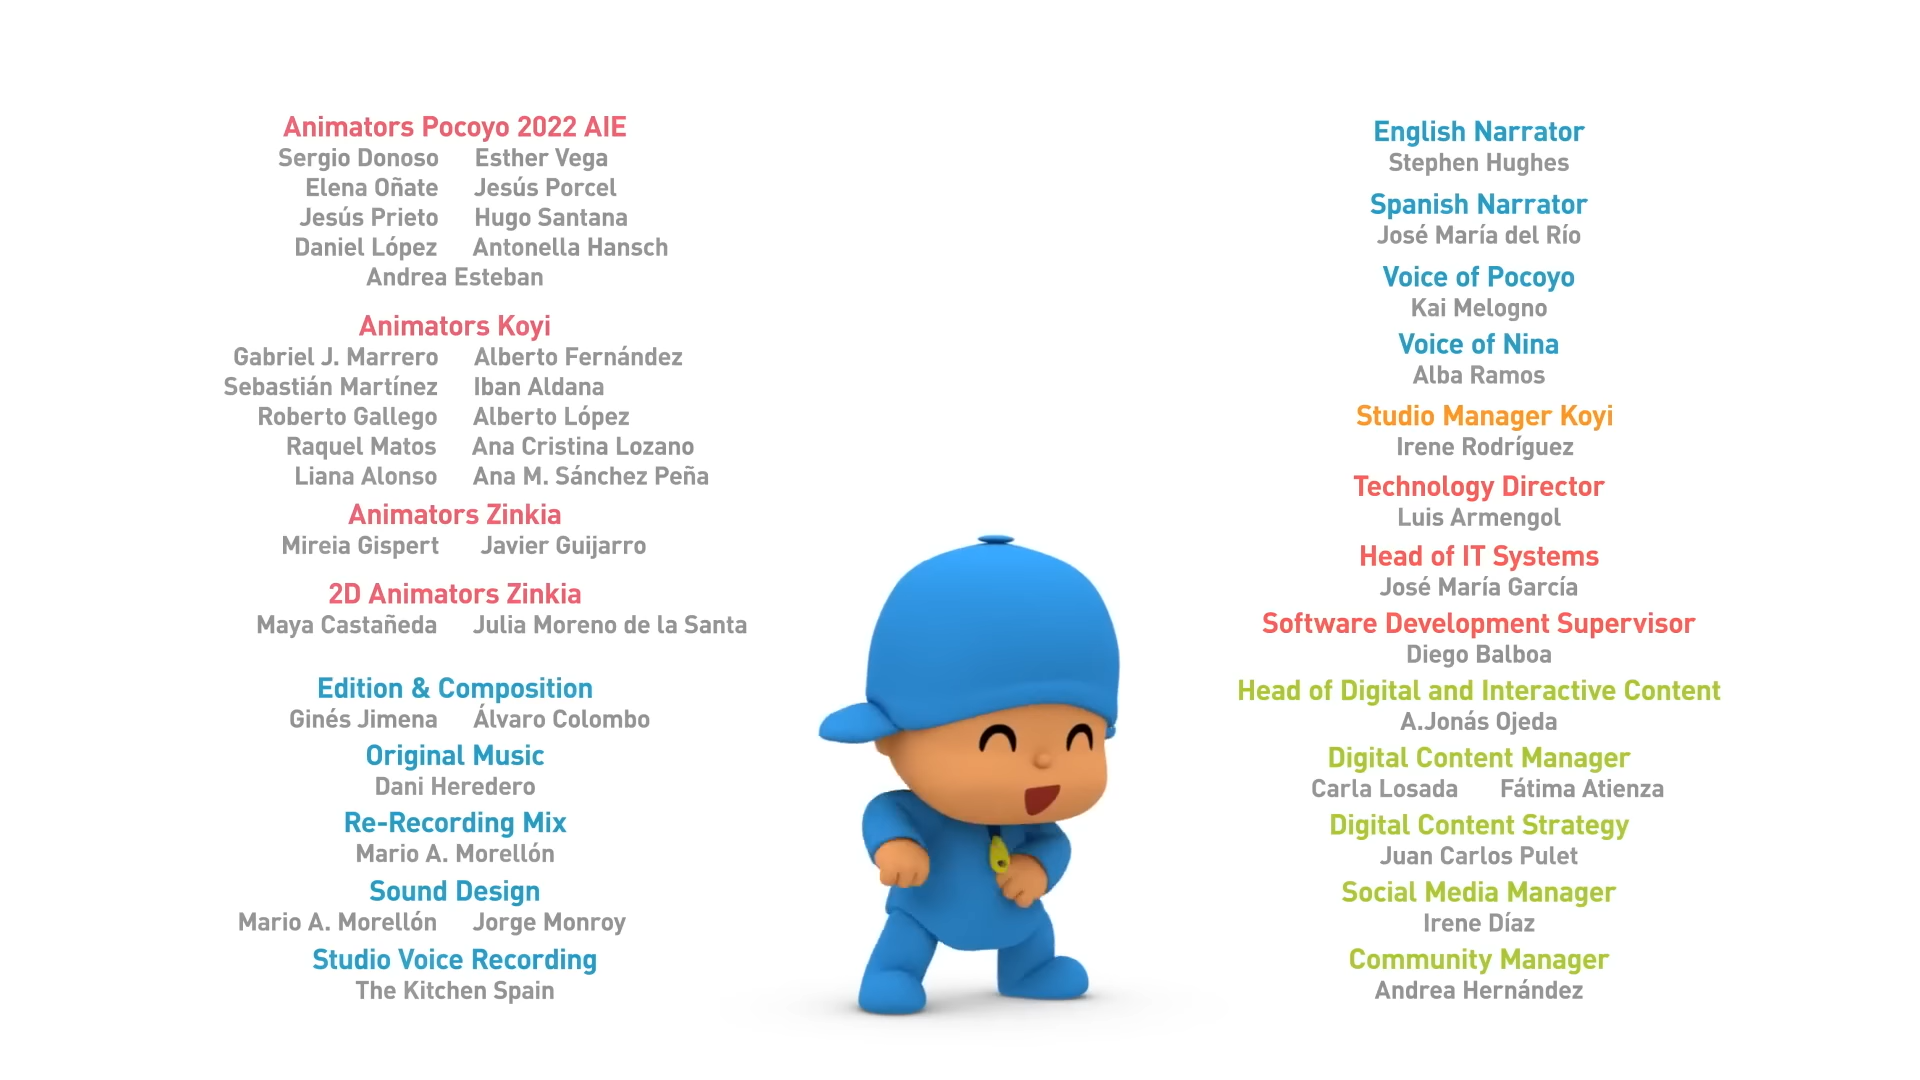 Animators Pocoyo 2022 AIE
Sergio Donoso Esther Vega
Elena Oñate Jesús Porcel
Jesús Prieto Hugo Santana
Daniel López Antonella Hansch
Andrea Esteban
Animators Koyi
Gabriel J. Marrero Alberto Fernández
Sebastián Martínez Iban Aldana
Roberto Gallego Alberto López
Raquel Matos Ana Cristina Lozano
Liana Alonso Ana M. Sánchez Peña
Animators Zinkia
Mireia Gispert Javier Guijarro
2D Animators Zinkia
Maya Castañeda Julia Moreno de la Santa
Edition & Composition
Ginés Jimena Álvaro Colombo
Original Music
Dani Heredero
Re-Recording Mix
Mario A. Morellón
Sound Design
Mario A. Morellón Jorge Monroy
Studio Voice Recording
The Kitchen Spain
English Narrator
Stephen Hughes
Spanish Narrator
José María del Río
Voice of Pocoyo
Kai Melogno
Voice of Nina
Alba Ramos
Studio Manager Koyi
Irene Rodríguez
Technology Director
Luis Armengol
Head of IT Systems
José María García
Software Development Supervisor
Diego Balboa
Head of Digital and Interactive Content
A.Jonás Ojeda
Digital Content Manager
Carla Losada Fátima Atienza
Digital Content Strategy
Juan Carlos Pulet
Social Media Manager
Irene Díaz
Community Manager
Andrea Hernández